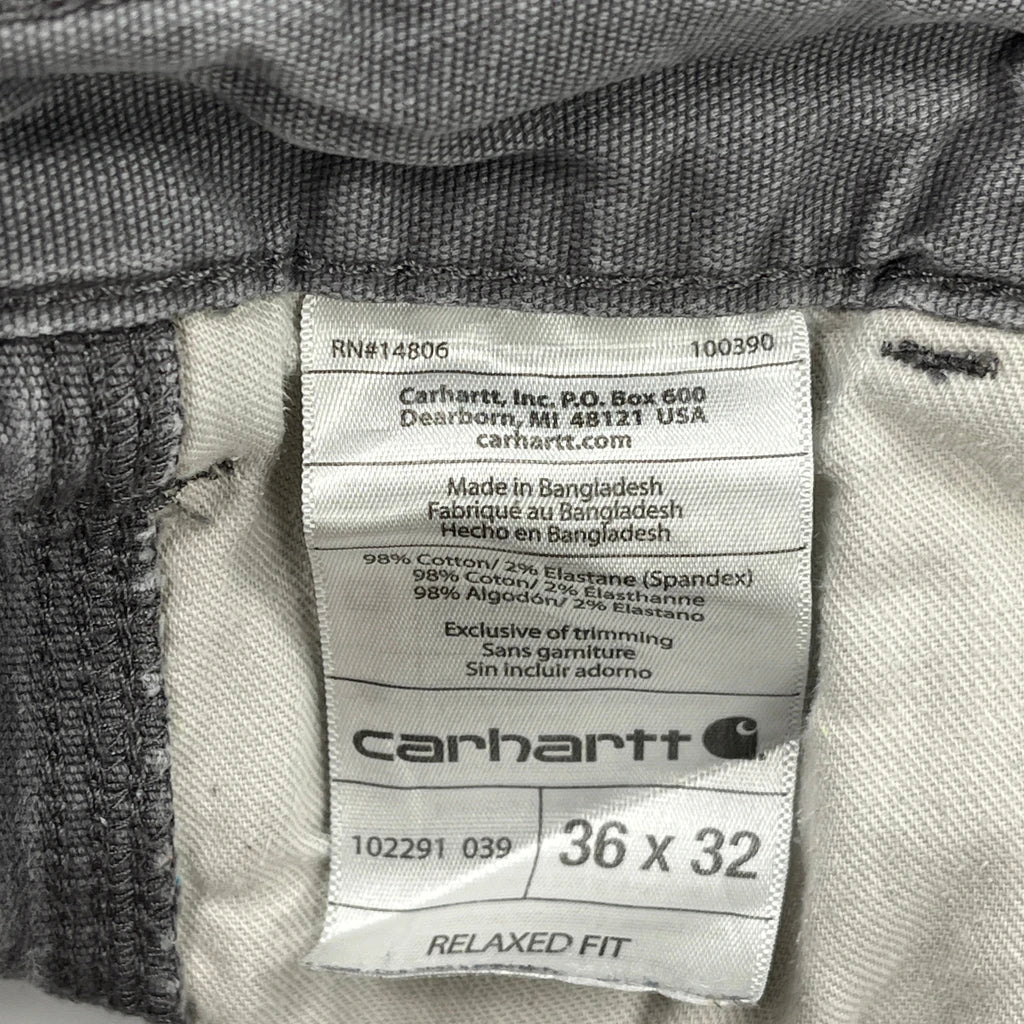 RN#14806 100390
Carhartt, Inc. P.O. Box 600
Dearborn, MI 48121 USA
carhartt.com
Made in Bangladesh
Fabriqué au Bangladesh
Hecho en Bangladesh
98% Cotton/ 2% Elastane (Spandex)
98% Coton/ 2% Elasthanne
98% Algodón/ 2% Elastano
Exclusive of trimming
Sans garniture
Sin incluir adorno
carhartt
102291 039 36 x 32
RELAXED FIT